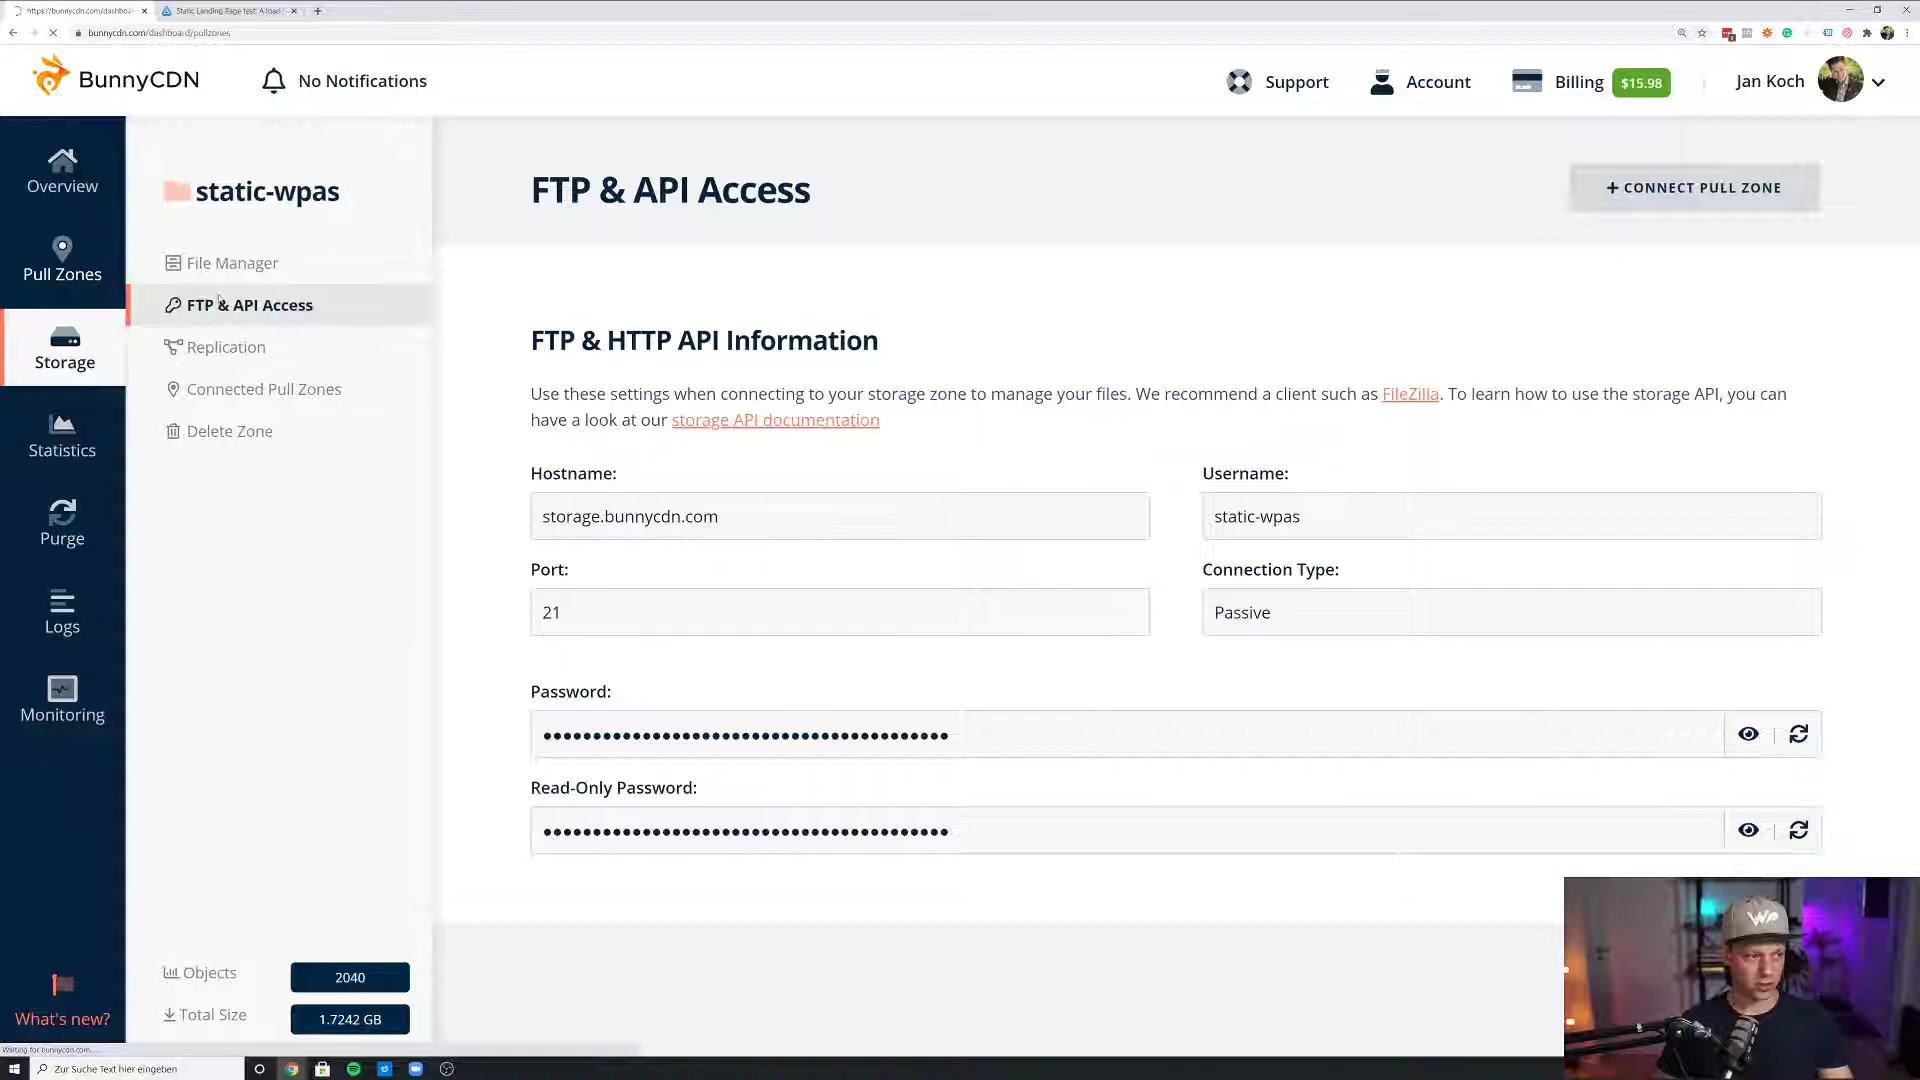 https://bunnycdn.com/dashboa
Static Landing Page test: A load
bunnycdn.com/dashboard/pullzones
BunnyCDN
No Notifications
Support
Account
Billing
$15.98
Jan Koch
Overview
Pull Zones
Storage
Statistics
Purge
Logs
Monitoring
What's new?
static-wpas
File Manager
FTP & API Access
Replication
Connected Pull Zones
Delete Zone
Objects
2040
Total Size
1.7242 GB
FTP & API Access
+ CONNECT PULL ZONE
FTP & HTTP API Information
Use these settings when connecting to your storage zone to manage your files. We recommend a client such as FileZilla. To learn how to use the storage API, you can
have a look at our storage API documentation
Hostname:
storage.bunnycdn.com
Username:
static-wpas
Port:
21
Connection Type:
Passive
Password:
Read-Only Password:
WP
Waiting for bunnycdn.com...
Zur Suche Text hier eingeben